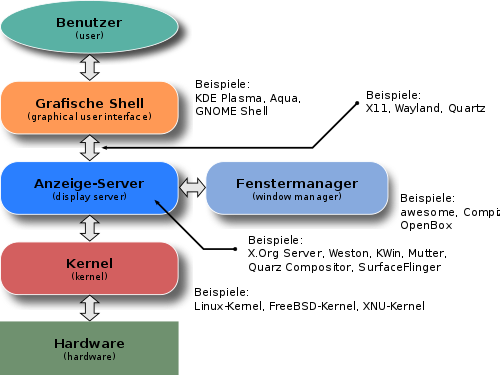 Benutzer
(user)
Grafische Shell
(graphical user interface)
Beispiele:
KDE Plasma, Aqua,
GNOME Shell
Beispiele:
X11, Wayland, Quartz
Anzeige-Server
(display server)
Fenstermanager
(window manager)
Beispiele:
awesome, Compiz
OpenBox
Beispiele:
X.Org Server, Weston, KWin, Mutter,
Quarz Compositor, SurfaceFlinger
Kernel
(kernel)
Beispiele:
Linux-Kernel, FreeBSD-Kernel, XNU-Kernel
Hardware
(hardware)